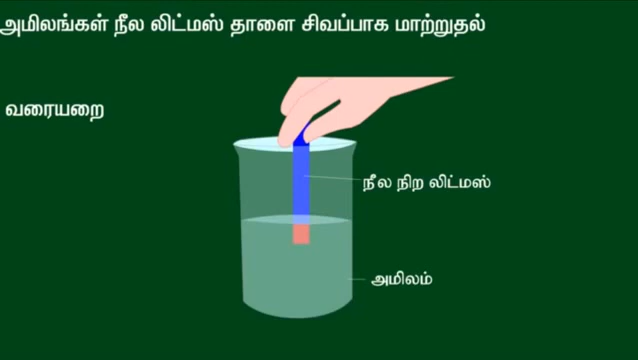 அமிலங்கள் நீல லிட்மஸ் தாளை சிவப்பாக மாற்றுதல்
வரையறை
நீல நிற லிட்மஸ்
அமிலம்